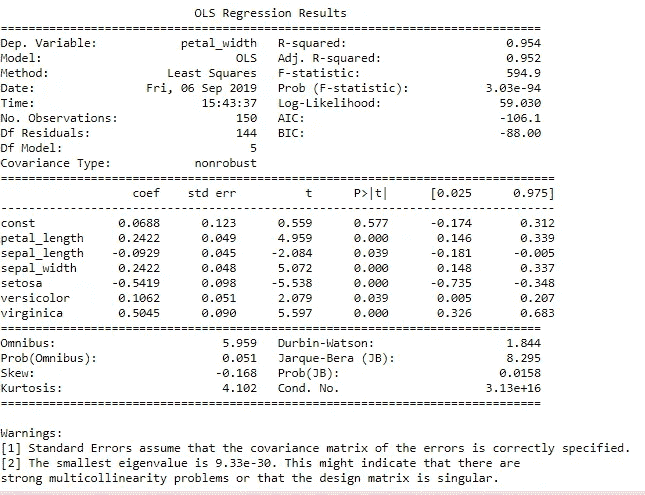 OLS Regression Results
==============================================================================
Dep. Variable: petal_width R-squared: 0.954
Model: OLS Adj. R-squared: 0.952
Method: Least Squares F-statistic: 594.9
Date: Fri, 06 Sep 2019 Prob (F-statistic): 3.03e-94
Time: 15:43:37 Log-Likelihood: 59.030
No. Observations: 150 AIC: -106.1
Df Residuals: 144 BIC: -88.00
Df Model: 5
Covariance Type: nonrobust
==============================================================================
coef std err t P>|t| [0.025 0.975]
------------------------------------------------------------------------------
const 0.0688 0.123 0.559 0.577 -0.174 0.312
petal_length 0.2422 0.049 4.959 0.000 0.146 0.339
sepal_length -0.0929 0.045 -2.084 0.039 -0.181 -0.005
sepal_width 0.2422 0.048 5.072 0.000 0.148 0.337
setosa -0.5419 0.098 -5.538 0.000 -0.735 -0.348
versicolor 0.1062 0.051 2.079 0.039 0.005 0.207
virginica 0.5045 0.090 5.597 0.000 0.326 0.683
==============================================================================
Omnibus: 5.959 Durbin-Watson: 1.844
Prob(Omnibus): 0.051 Jarque-Bera (JB): 8.295
Skew: -0.168 Prob(JB): 0.0158
Kurtosis: 4.102 Cond. No. 3.13e+16
==============================================================================
Warnings:
[1] Standard Errors assume that the covariance matrix of the errors is correctly specified.
[2] The smallest eigenvalue is 9.33e-30. This might indicate that there are
strong multicollinearity problems or that the design matrix is singular.